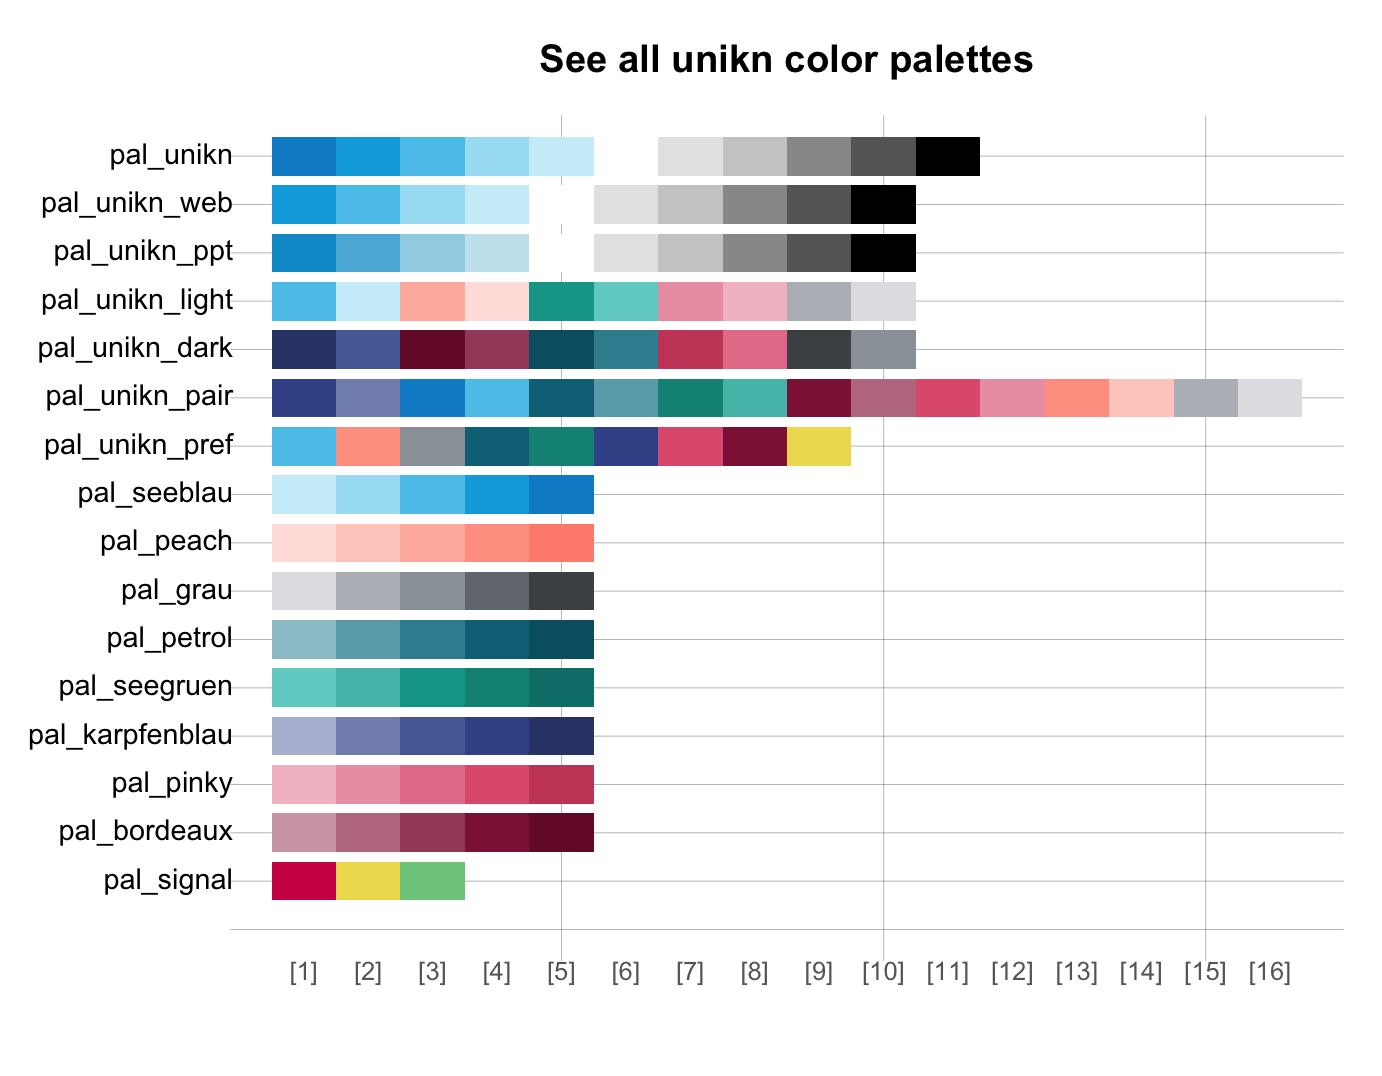 See all unikn color palettes
pal_unikn
pal_unikn_web
pal_unikn_ppt
pal_unikn_light
pal_unikn_dark
pal_unikn_pair
pal_unikn_pref
pal_seeblau
pal_peach
pal_grau
pal_petrol
pal_seegruen
pal_karpfenblau
pal_pinky
pal_bordeaux
pal_signal
[1] [2] [3] [4] [5] [6] [7] [8] [9] [10] [11] [12] [13] [14] [15] [16]